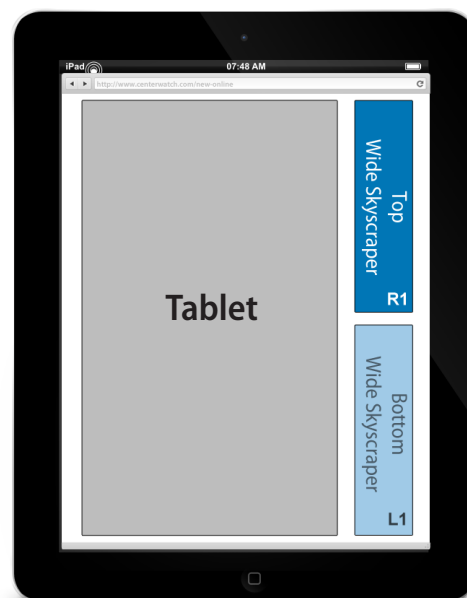 iPad
07:48 AM
http://www.centerwatch.com/new-online
Tablet
Top
Wide Skyscraper
R1
Bottom
Wide Skyscraper
L1